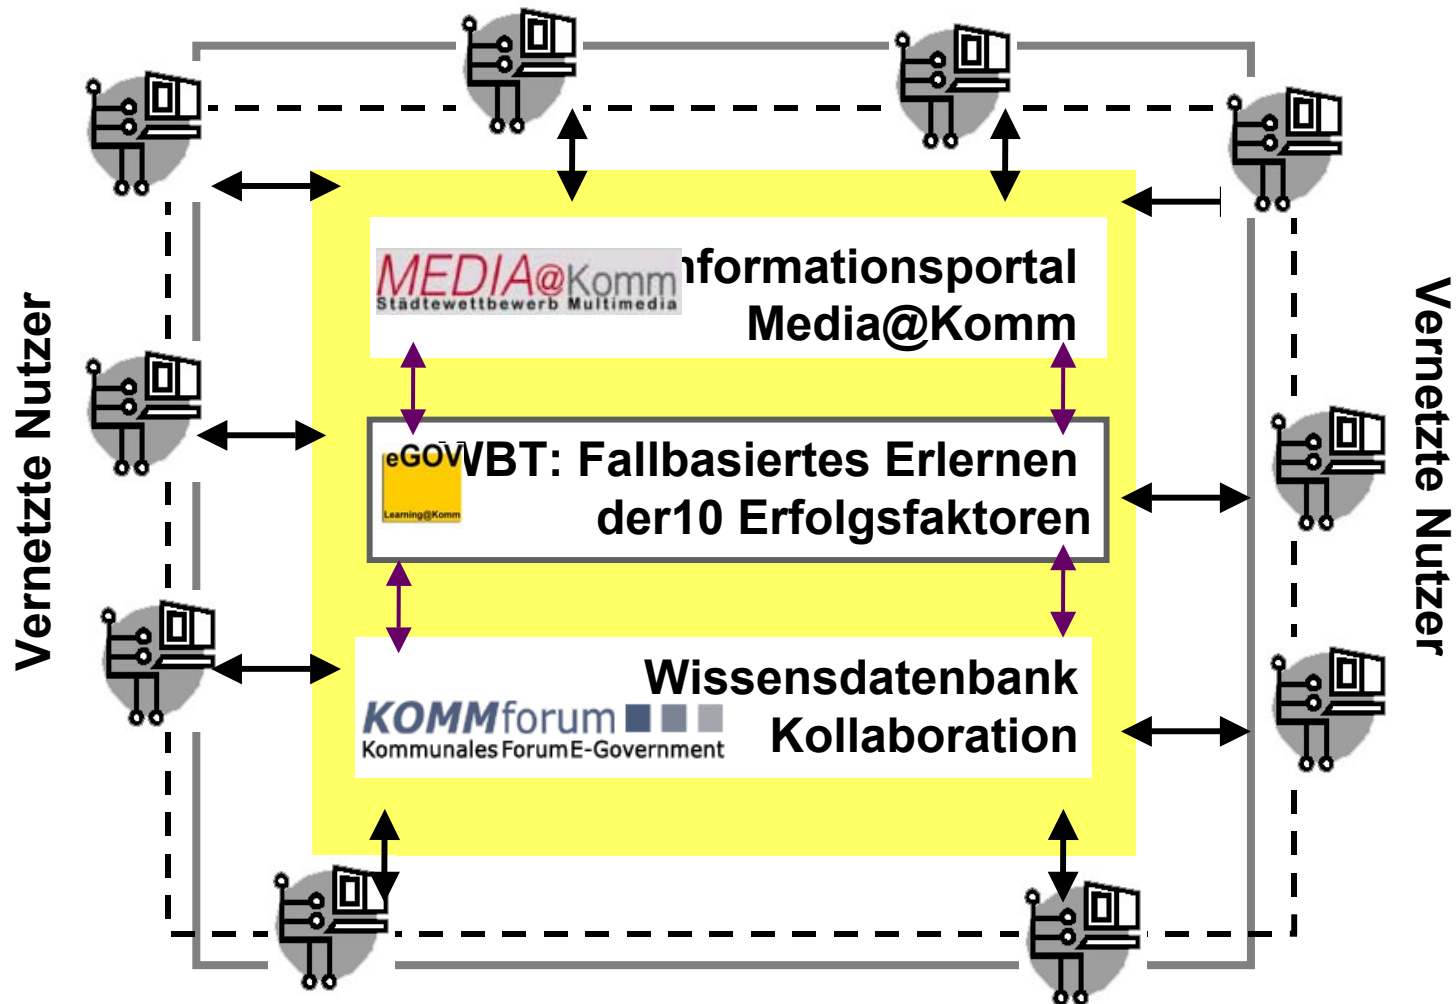 Vernetzte Nutzer
MEDIA@Komm
Städtewettbewerb Multimedia
nformationsportal
Media@Komm
eGOV
Learning@Komm
WBT: Fallbasiertes Erlernen
der10 Erfolgsfaktoren
Wissensdatenbank
Kollaboration
KOMMforum
Kommunales Forum E-Government
Vernetzte Nutzer